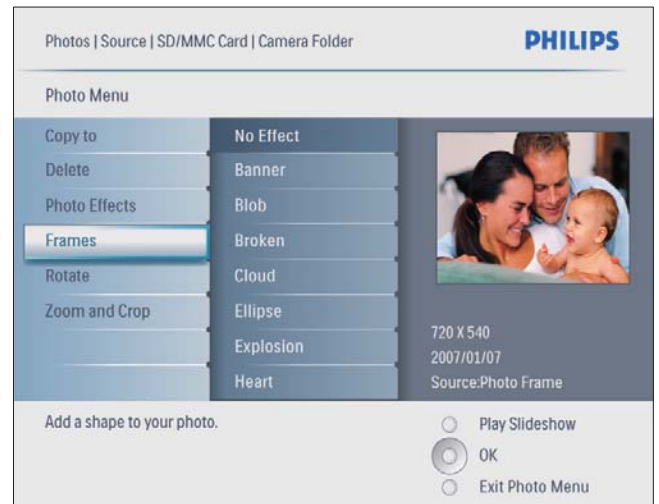 Photos | Source | SD/MMC Card | Camera Folder
PHILIPS
Photo Menu
Copy to
Delete
Photo Effects
Frames
Rotate
Zoom and Crop
No Effect
Banner
Blob
Broken
Cloud
Ellipse
Explosion
Heart
720 X 540
2007/01/07
Source:Photo Frame
Add a shape to your photo.
Play Slideshow
OK
Exit Photo Menu